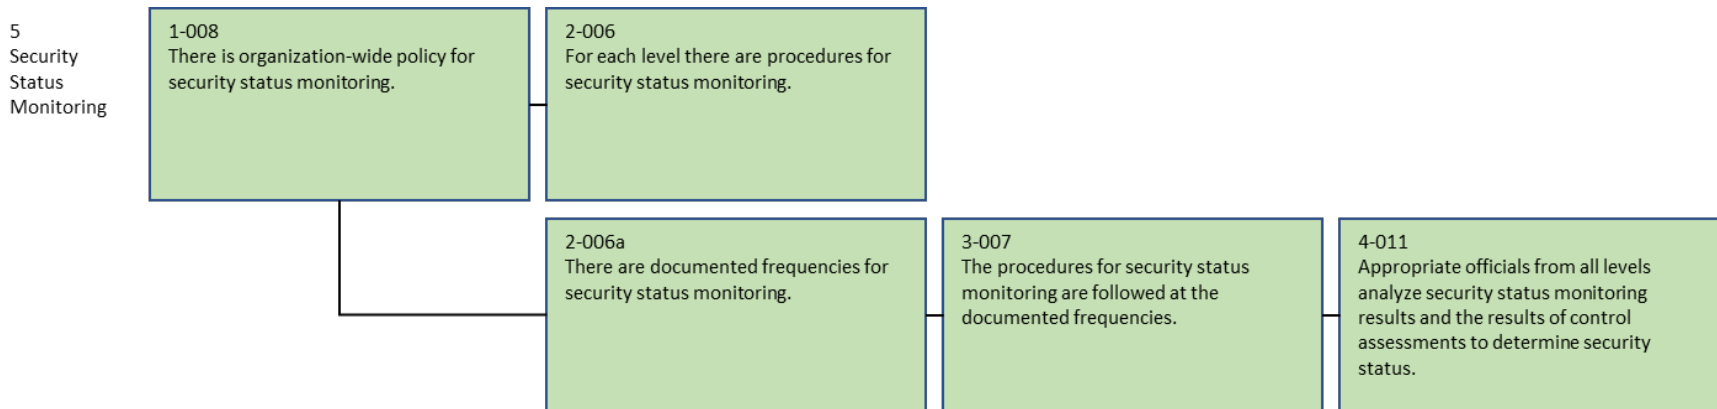 5
Security
Status
Monitoring
1-008
There is organization-wide policy for
security status monitoring.
2-006
For each level there are procedures for
security status monitoring.
2-006a
There are documented frequencies for
security status monitoring.
3-007
The procedures for security status
monitoring are followed at the
documented frequencies.
4-011
Appropriate officials from all levels
analyze security status monitoring
results and the results of control
assessments to determine security
status.